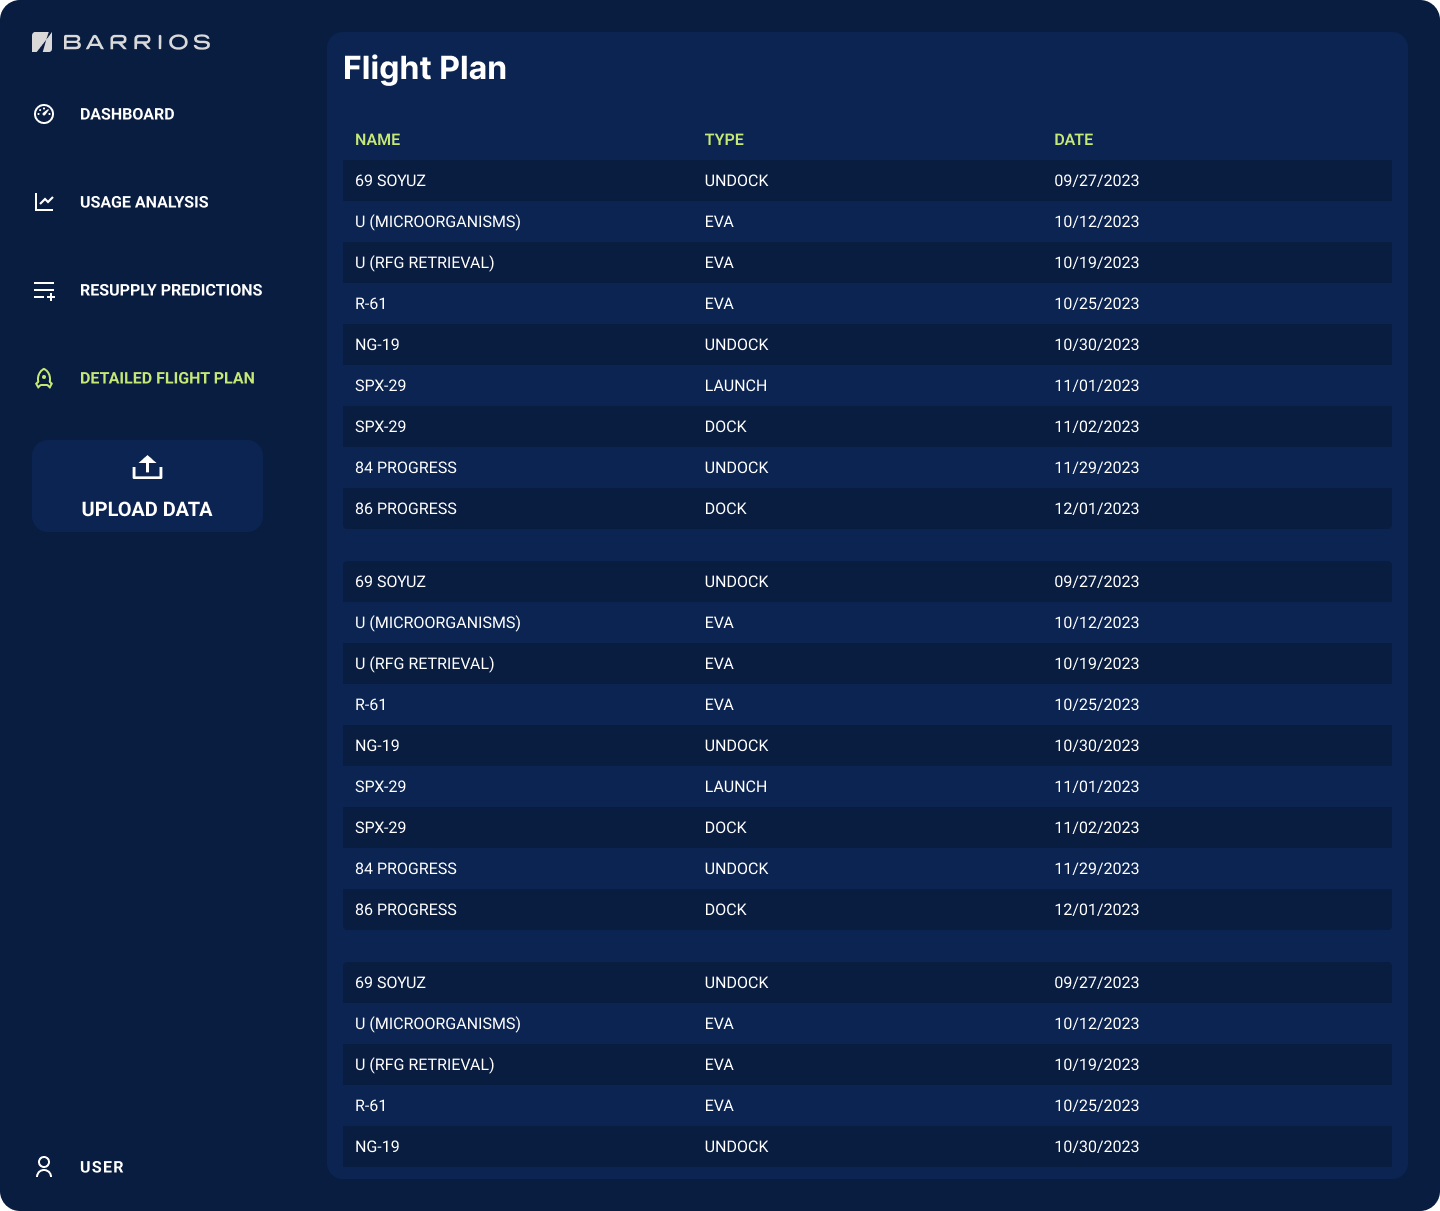 BARRIOS
DASHBOARD
USAGE ANALYSIS
RESUPPLY PREDICTIONS
DETAILED FLIGHT PLAN
UPLOAD DATA
USER
Flight Plan
NAME TYPE DATE
69 SOYUZ UNDOCK 09/27/2023
U (MICROORGANISMS) EVA 10/12/2023
U (RFG RETRIEVAL) EVA 10/19/2023
R-61 EVA 10/25/2023
NG-19 UNDOCK 10/30/2023
SPX-29 LAUNCH 11/01/2023
SPX-29 DOCK 11/02/2023
84 PROGRESS UNDOCK 11/29/2023
86 PROGRESS DOCK 12/01/2023
69 SOYUZ UNDOCK 09/27/2023
U (MICROORGANISMS) EVA 10/12/2023
U (RFG RETRIEVAL) EVA 10/19/2023
R-61 EVA 10/25/2023
NG-19 UNDOCK 10/30/2023
SPX-29 LAUNCH 11/01/2023
SPX-29 DOCK 11/02/2023
84 PROGRESS UNDOCK 11/29/2023
86 PROGRESS DOCK 12/01/2023
69 SOYUZ UNDOCK 09/27/2023
U (MICROORGANISMS) EVA 10/12/2023
U (RFG RETRIEVAL) EVA 10/19/2023
R-61 EVA 10/25/2023
NG-19 UNDOCK 10/30/2023